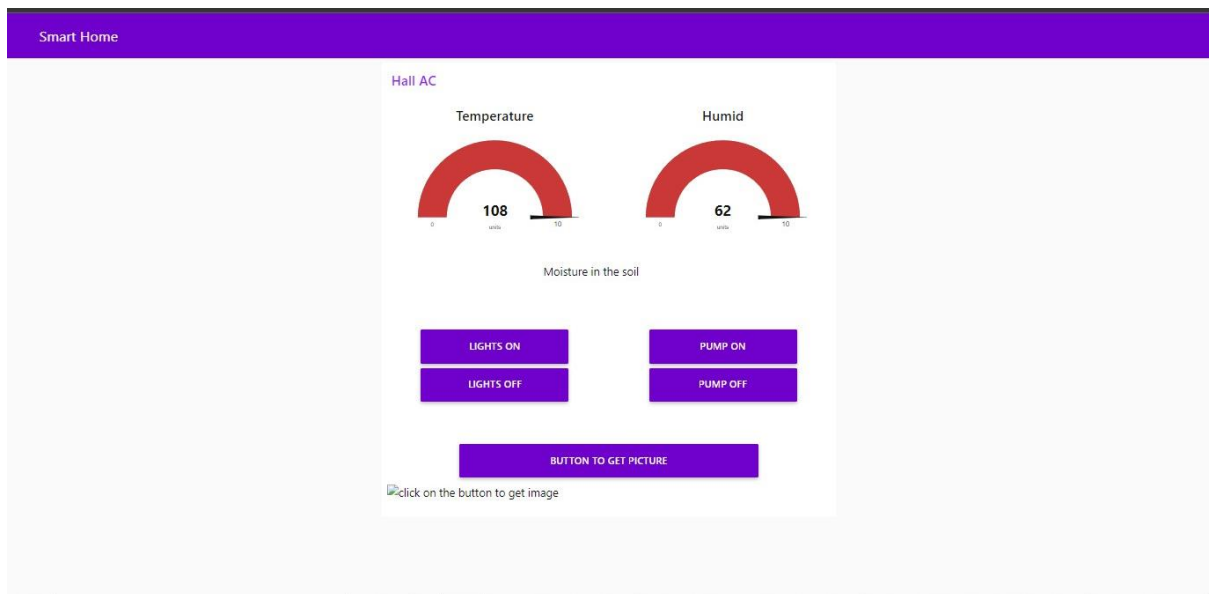 Smart Home
Hall AC
Temperature
Humid
108
units
0
10
62
units
0
10
Moisture in the soil
LIGHTS ON
PUMP ON
LIGHTS OFF
PUMP OFF
BUTTON TO GET PICTURE
click on the button to get image